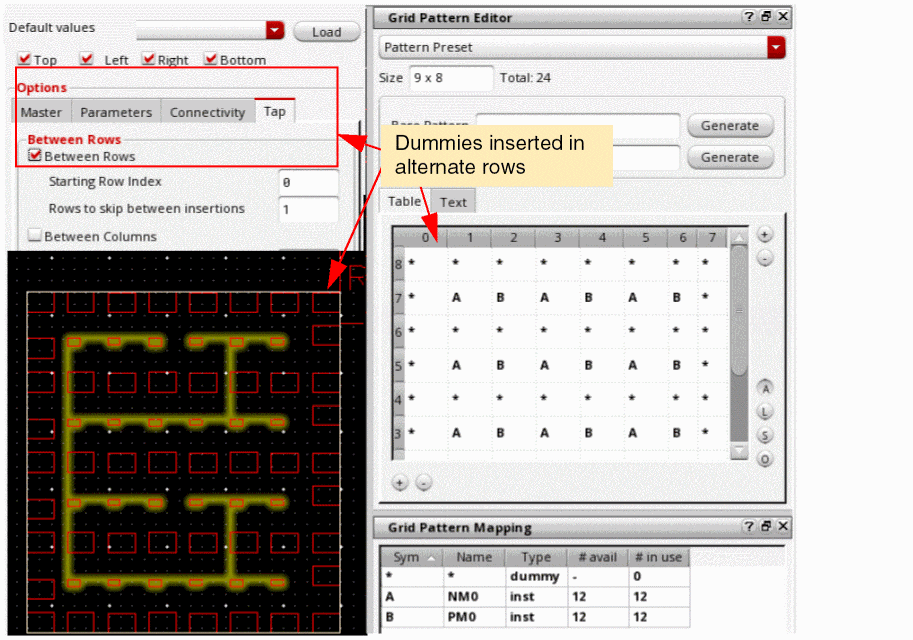 Default values
Load
Top Left Right Bottom
Options
Master Parameters Connectivity Tap
Between Rows
Between Rows
Starting Row Index 0
Rows to skip between insertions 1
Between Columns
Grid Pattern Editor
Pattern Preset
Size 9 x 8 Total: 24
Base Pattern Generate
Generate
Dummies inserted in
alternate rows
Table Text
0 1 2 3 4 5 6 7
8 * * * * * * * *
7 * A B A B A B *
6 * * * * * * * *
5 * A B A B A B *
4 * * * * * * * *
3 * A B A B A B *
+ -
+ -
A
L
S
O
Grid Pattern Mapping
Sym Name Type # avail # in use
* * dummy - 0
A NM0 inst 12 12
B PM0 inst 12 12